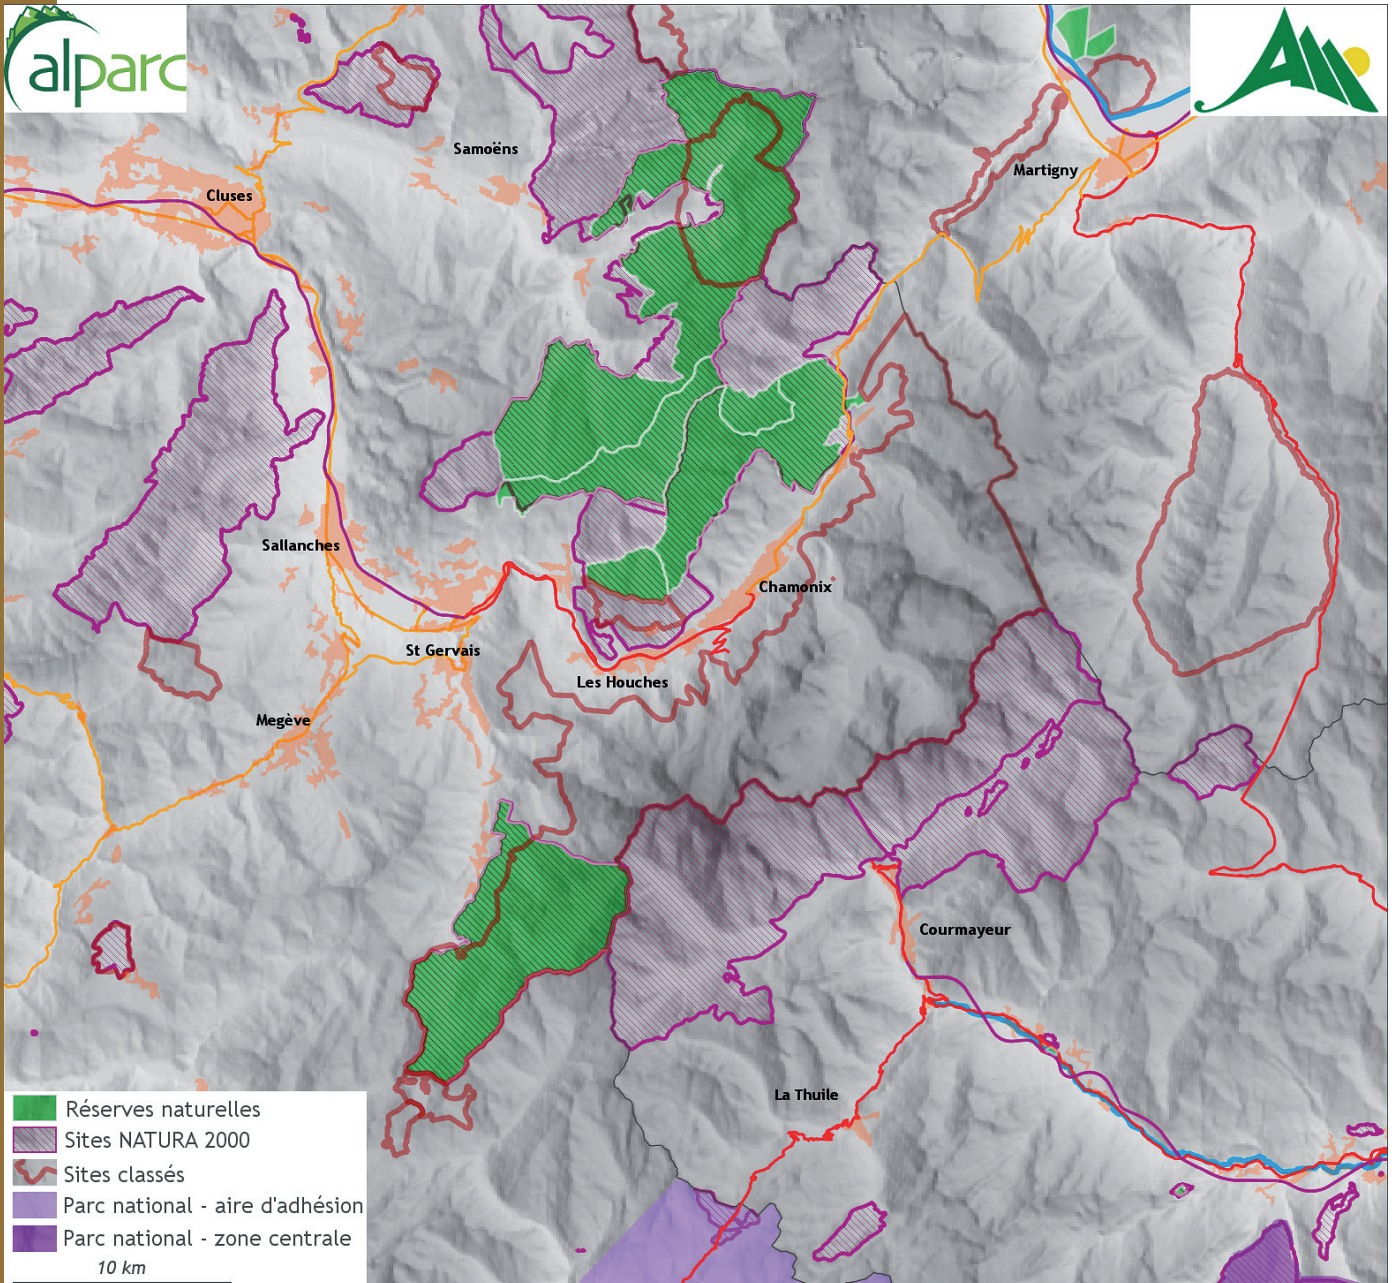 alparc
Samoëns
Martigny
Cluses
Sallanches
Chamonix
St Gervais
Les Houches
Megève
Courmayeur
La Thuile
Réserves naturelles
Sites NATURA 2000
Sites classés
Parc national - aire d'adhésion
Parc national - zone centrale
10 km